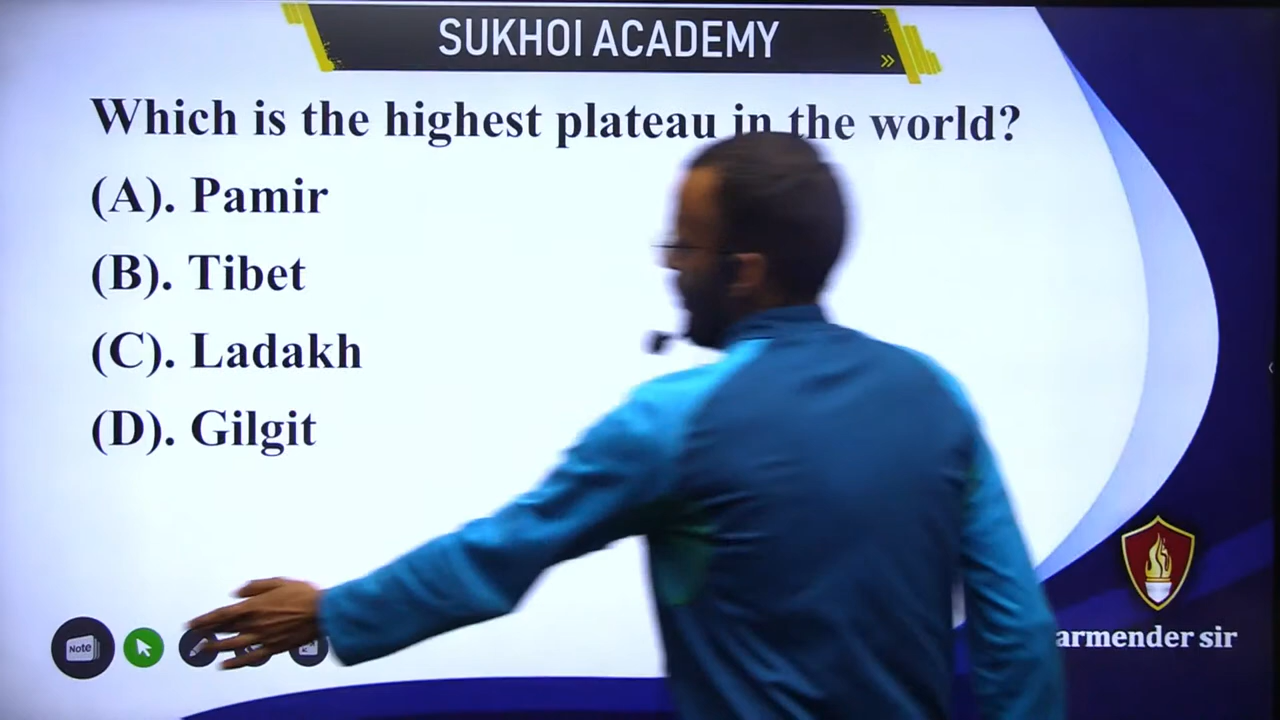 SUKHOI ACADEMY
Which is the highest plateau in the world?
(A). Pamir
(B). Tibet
(C). Ladakh
(D). Gilgit
Note
armender sir